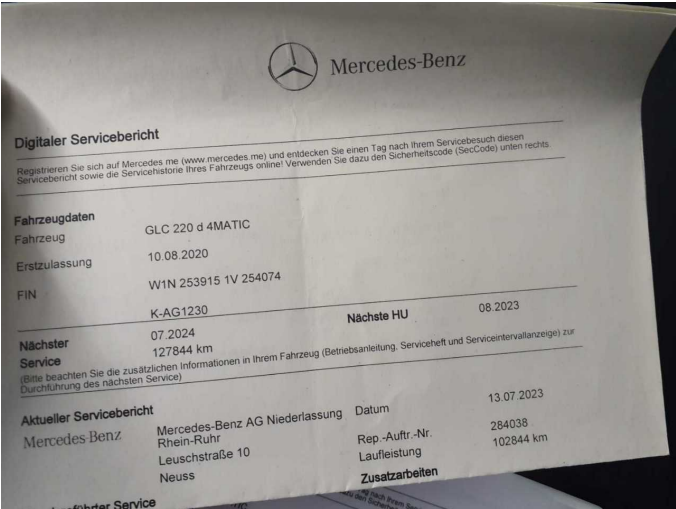 Mercedes-Benz
Digitaler Servicebericht
Registrieren Sie sich auf Mercedes me (www.mercedes.me) und entdecken Sie einen Tag nach Ihrem Servicebesuch diesen
Servicebericht sowie die Servicehistorie Ihres Fahrzeugs online! Verwenden Sie dazu den Sicherheitscode (SecCode) unten rechts.
Fahrzeugdaten
Fahrzeug GLC 220 d 4MATIC
Erstzulassung 10.08.2020
FIN W1N 253915 1V 254074
K-AG1230
Nächster 07.2024 Nächste HU 08.2023
Service 127844 km
(Bitte beachten Sie die zusätzlichen Informationen in Ihrem Fahrzeug (Betriebsanleitung, Serviceheft und Serviceintervallanzeige) zur
Durchführung des nächsten Service)
Aktueller Servicebericht
Mercedes-Benz Mercedes-Benz AG Niederlassung Datum 13.07.2023
Rhein-Ruhr Rep.-Auftr.-Nr. 284038
Leuschstraße 10 Laufleistung 102844 km
Neuss Zusatzarbeiten
Service